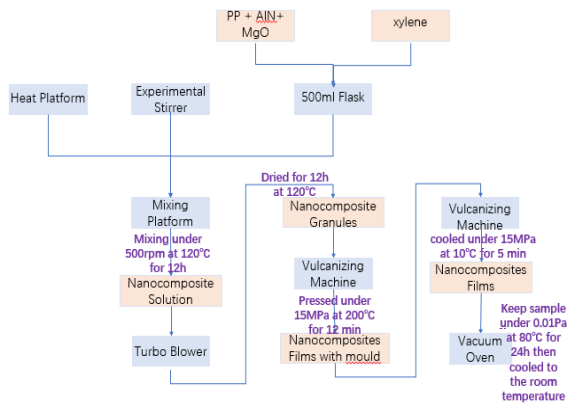 PP + AlN+
MgO
xylene
Heat Platform
Experimental
Stirrer
500ml Flask
Mixing
Platform
Mixing under
500rpm at 120°C
for 12h
Nanocomposite
Solution
Turbo Blower
Dried for 12h
at 120°C
Nanocomposite
Granules
Vulcanizing
Machine
Pressed under
15MPa at 200°C
for 12 min
Nanocomposites
Films with mould
Vulcanizing
Machine
cooled under 15MPa
at 10°C for 5 min
Nanocomposites
Films
Vacuum
Oven
Keep sample
under 0.01Pa
at 80°C for
24h then
cooled to
the room
temperature